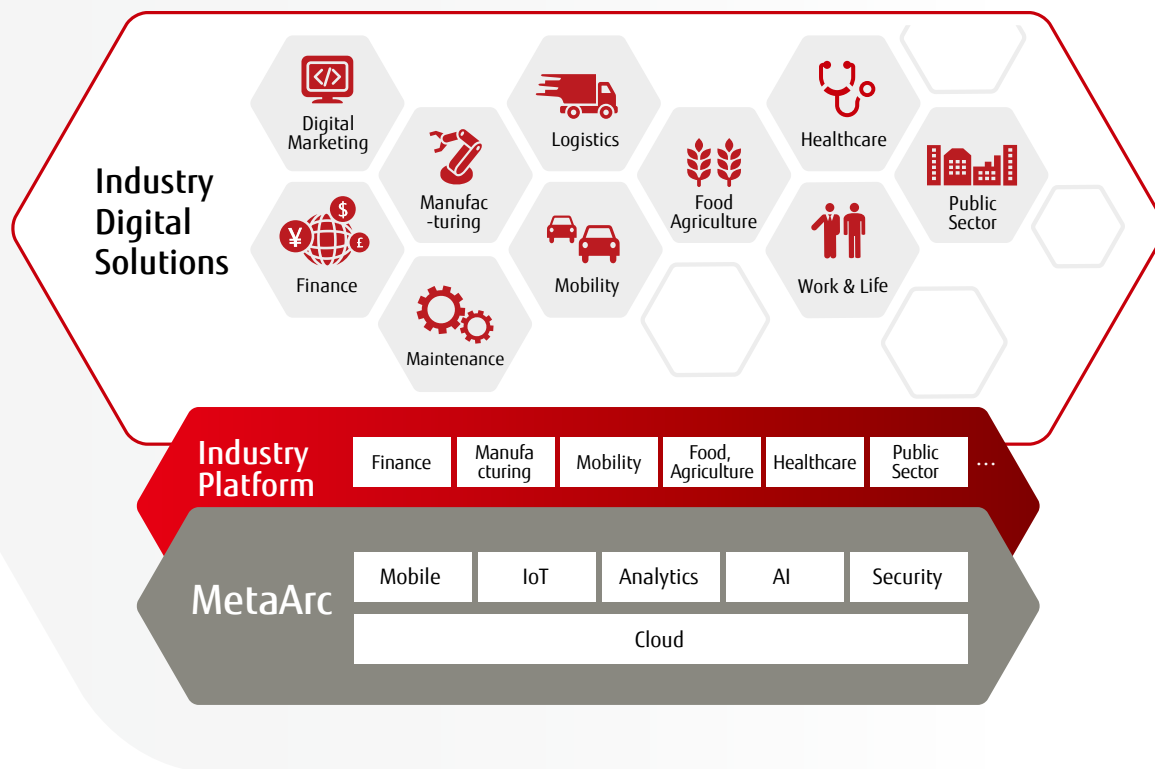 Industry
Digital
Solutions
</>
Digital
Marketing
Manufac
-turing
Logistics
Food
Agriculture
Healthcare
Public
Sector
¥
$
£
Finance
Maintenance
Mobility
Work & Life
Industry
Platform
Finance
Manufa
cturing
Mobility
Food,
Agriculture
Healthcare
Public
Sector
...
MetaArc
Mobile
IoT
Analytics
AI
Security
Cloud